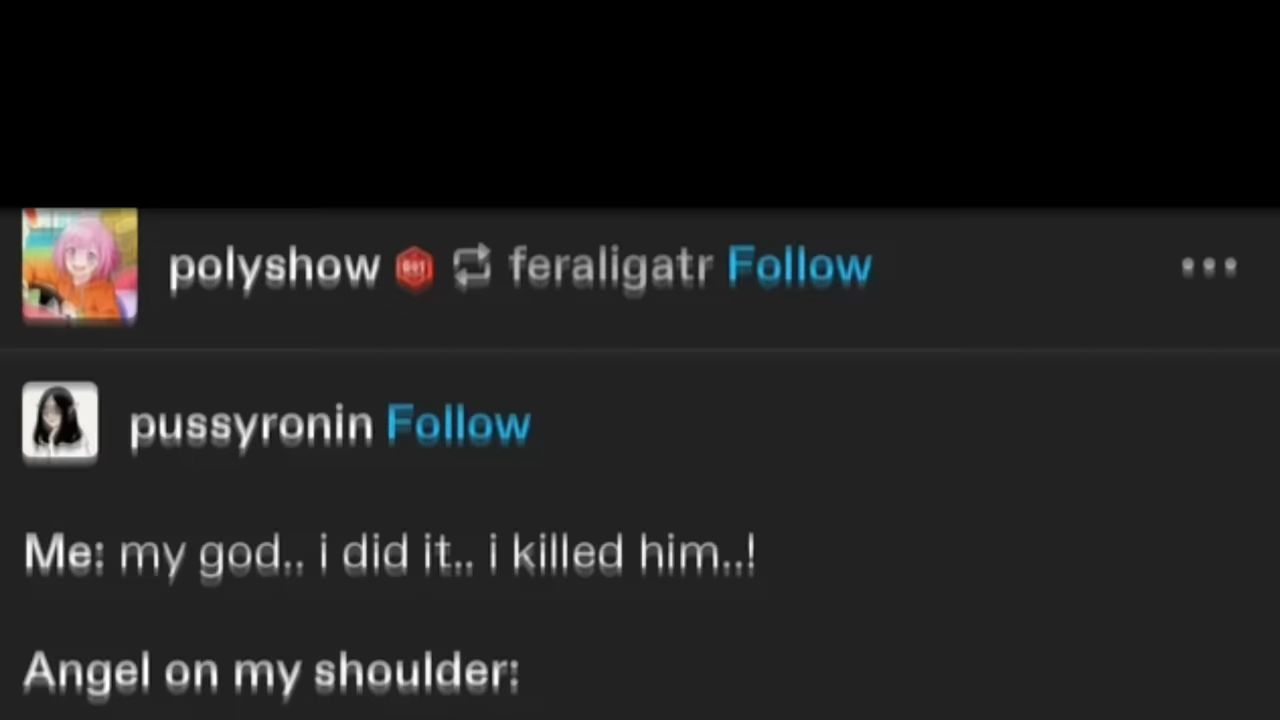 polyshow feraligatr Follow
pussyronin Follow
Me: my god.. i did it.. i killed him..!
Angel on my shoulder: